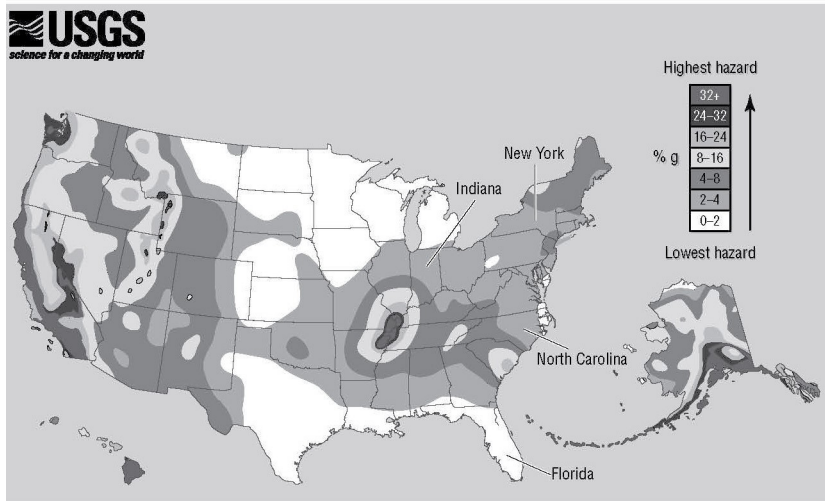 USGS
science for a changing world
Highest hazard
32+
24–32
16–24
% g
8–16
4–8
2–4
0–2
Lowest hazard
New York
Indiana
North Carolina
Florida